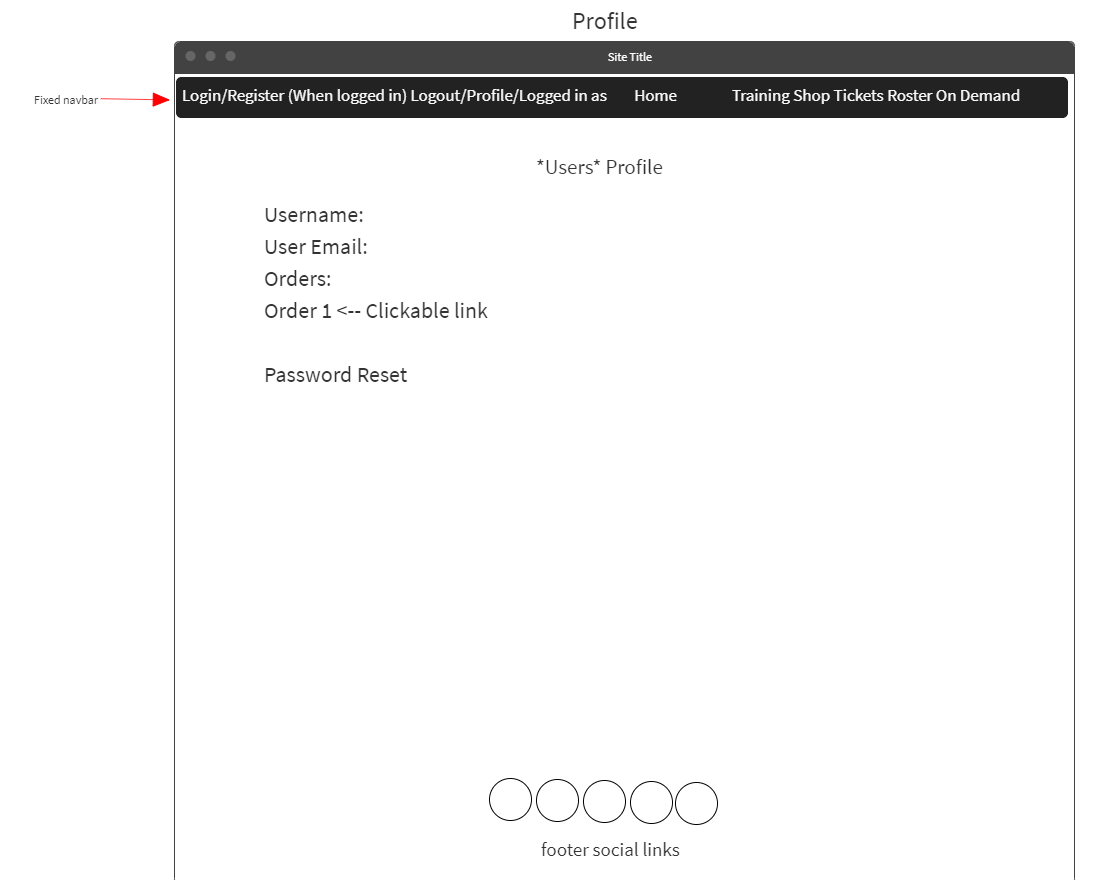 Profile
Site Title
Fixed navbar
Login/Register (When logged in) Logout/Profile/Logged in as Home Training Shop Tickets Roster On Demand
*Users* Profile
Username:
User Email:
Orders:
Order 1 <-- Clickable link
Password Reset
footer social links